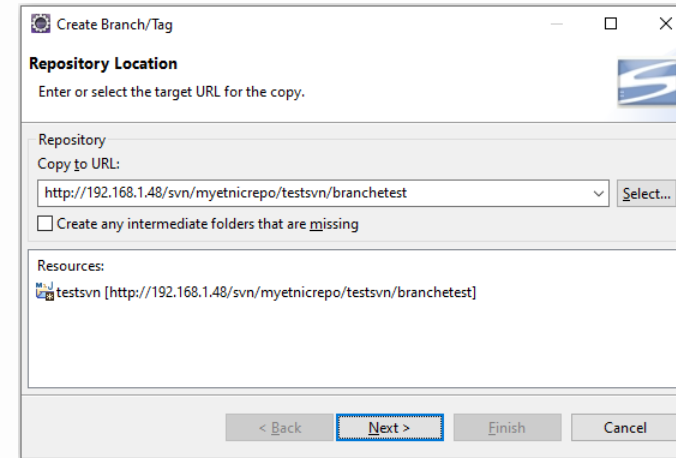 Create Branch/Tag
Repository Location
Enter or select the target URL for the copy.
Repository
Copy to URL:
http://192.168.1.48/svn/myetnicrepo/testsvn/branchetest
Select...
Create any intermediate folders that are missing
Resources:
testsvn [http://192.168.1.48/svn/myetnicrepo/testsvn/branchetest]
< Back
Next >
Finish
Cancel